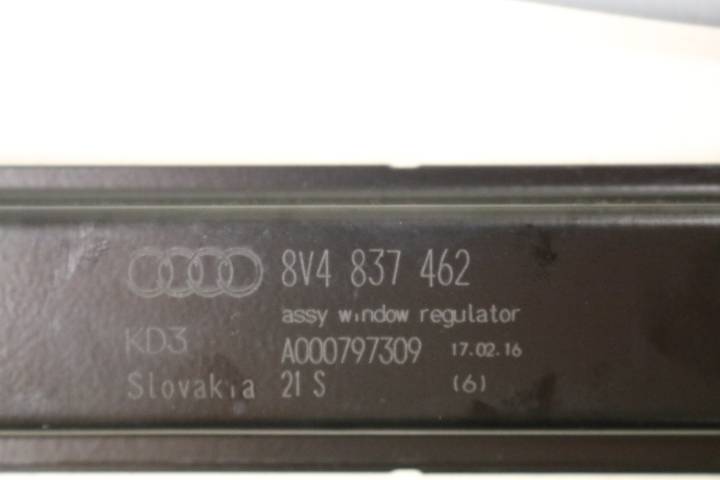 8V4 837 462
assy window regulator
KD3 A000797309 17.02.16
Slovakia 21 S (6)